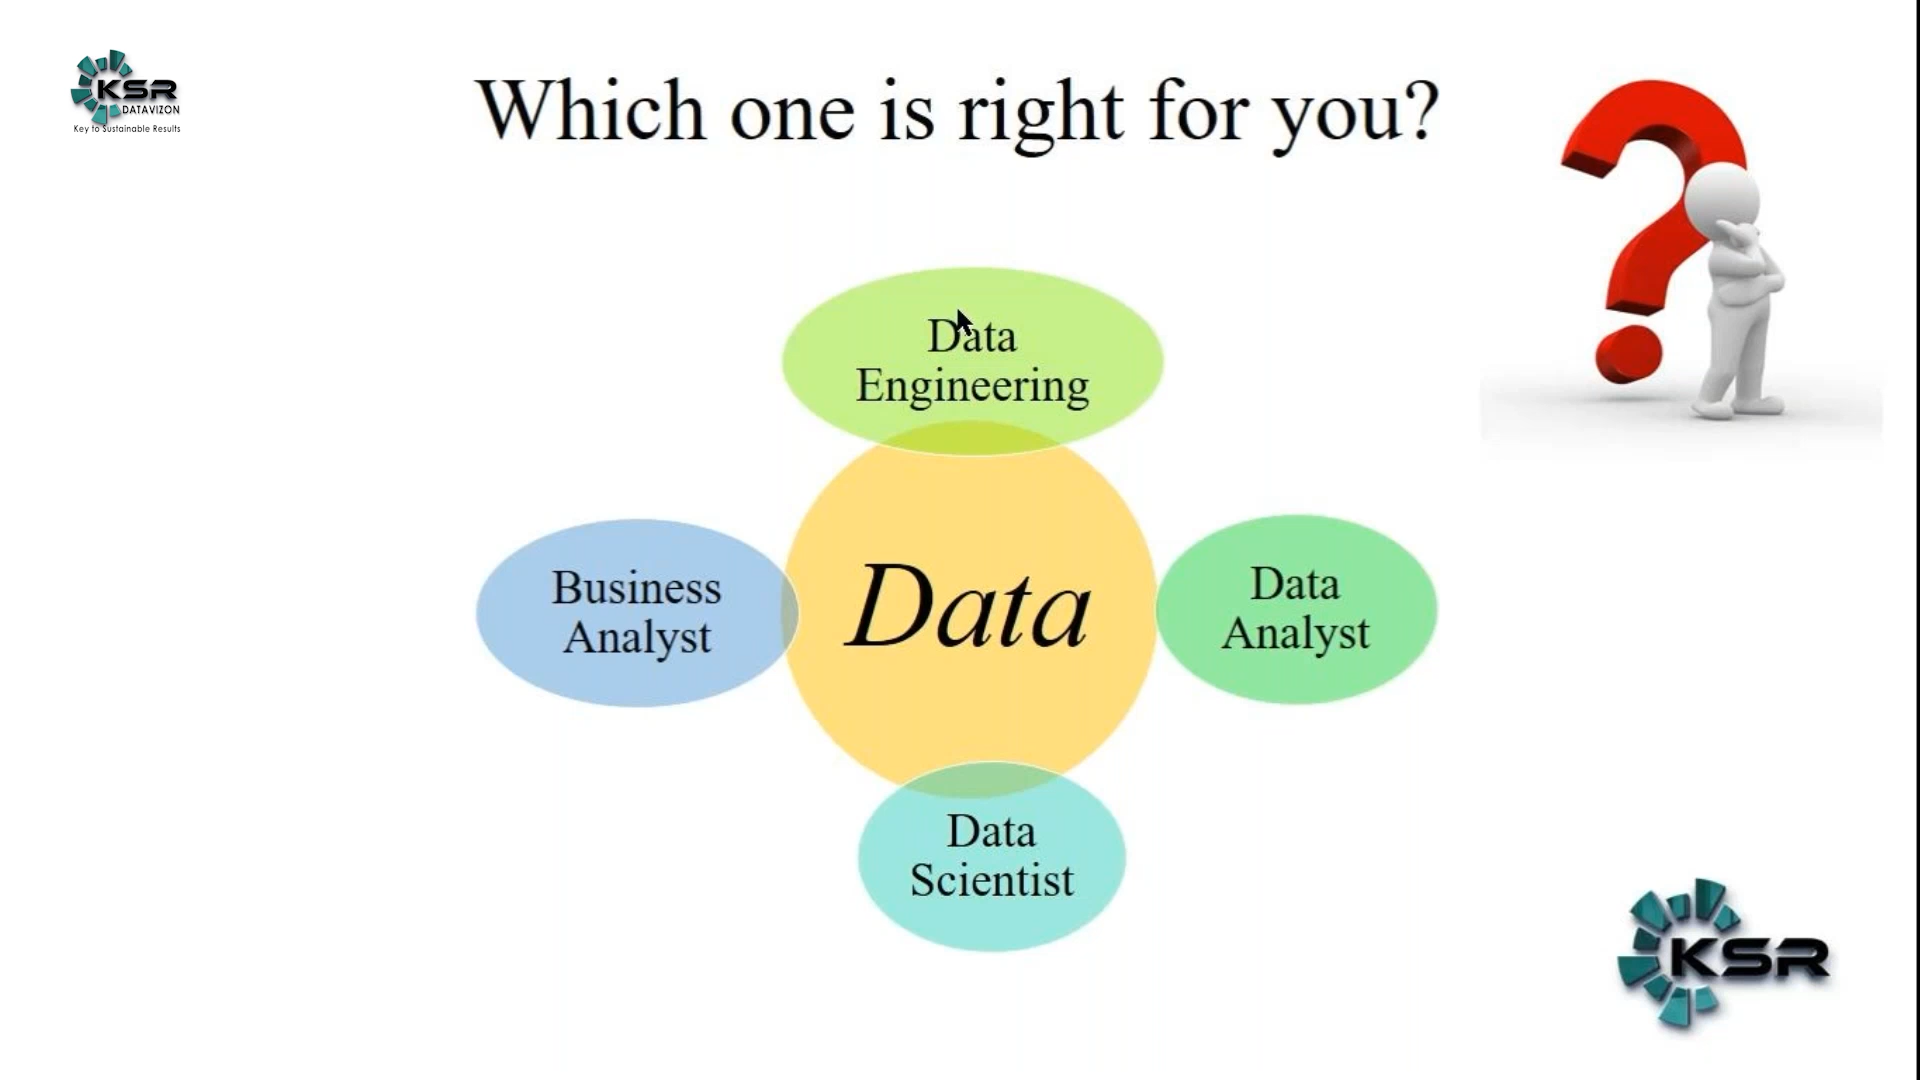 KSR
DATAVIZON
Key to Sustainable Results
Which one is right for you?
Data
Engineering
Business
Analyst
Data
Data
Analyst
Data
Scientist
KSR